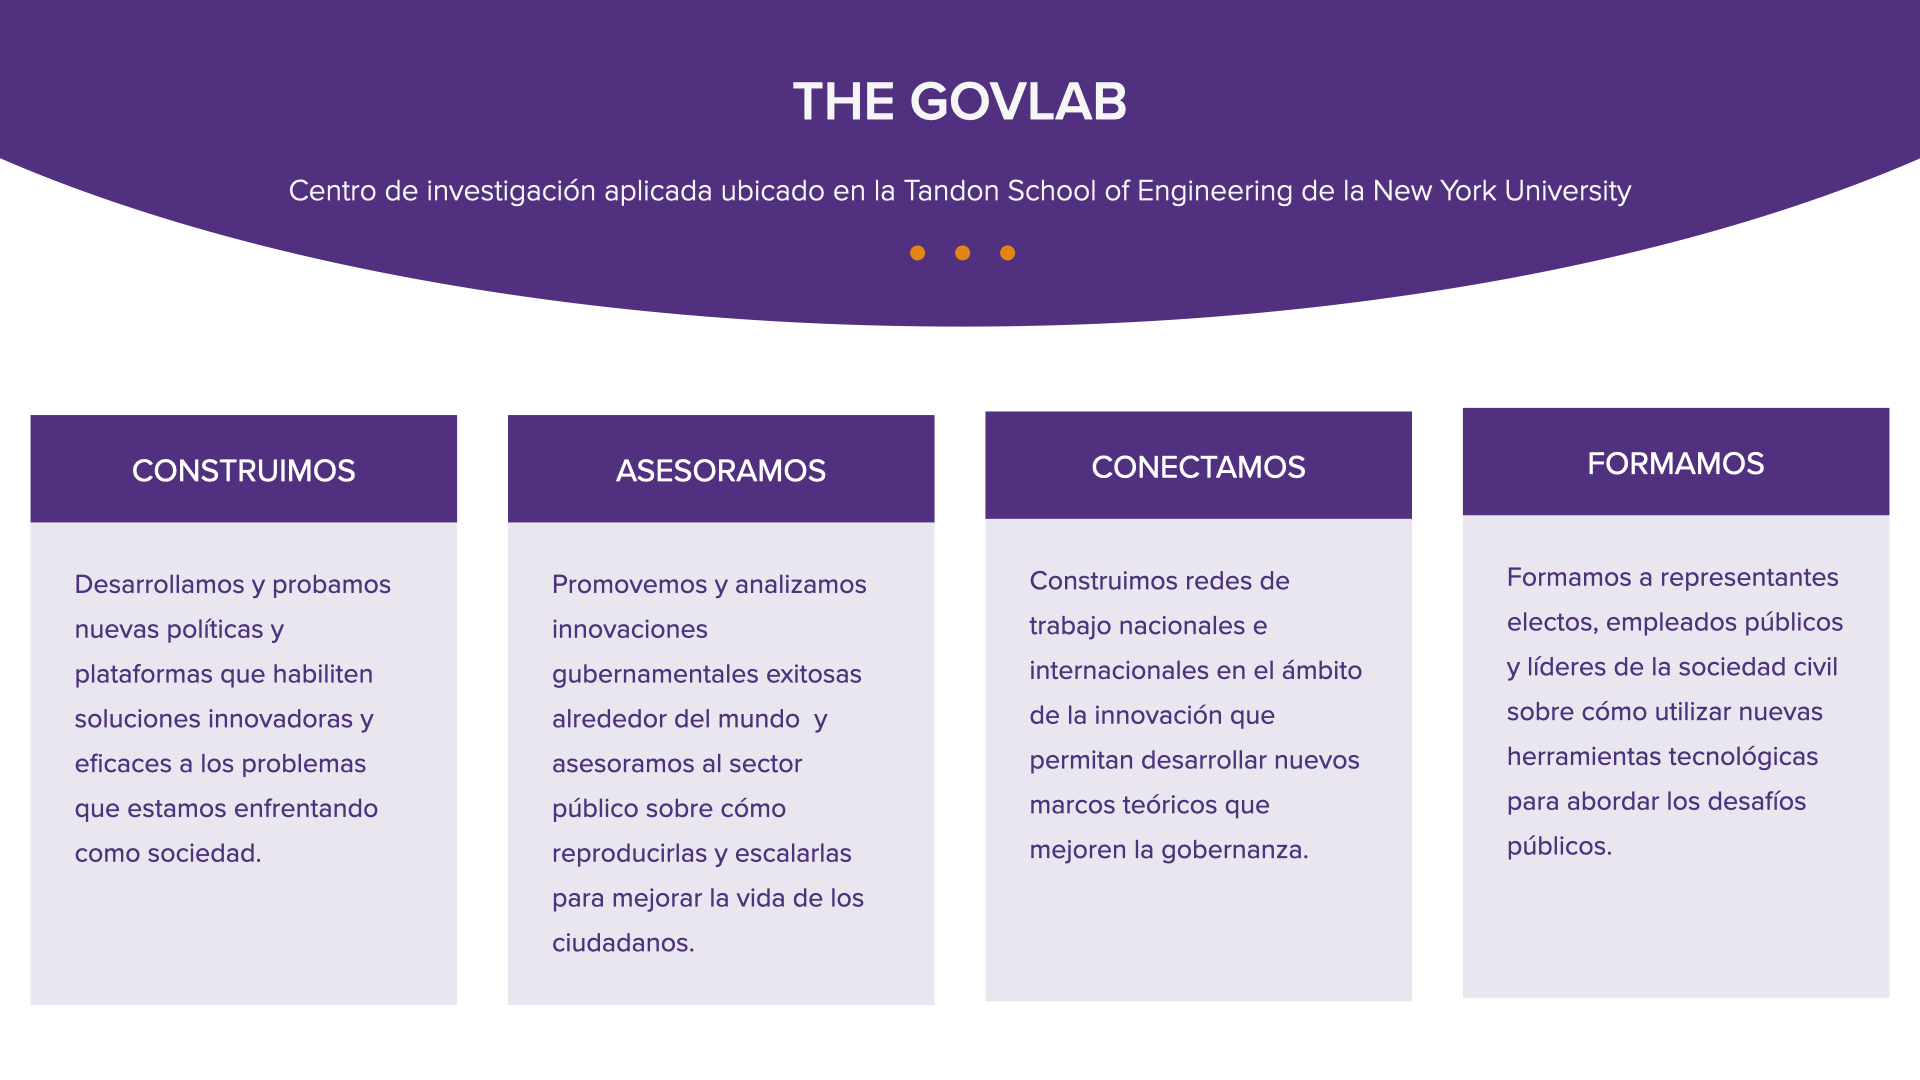 THE GOVLAB
Centro de investigación aplicada ubicado en la Tandon School of Engineering de la New York University
CONSTRUIMOS
Desarrollamos y probamos
nuevas políticas y
plataformas que habiliten
soluciones innovadoras y
eficaces a los problemas
que estamos enfrentando
como sociedad.
ASESORAMOS
Promovemos y analizamos
innovaciones
gubernamentales exitosas
alrededor del mundo  y
asesoramos al sector
público sobre cómo
reproducirlas y escalarlas
para mejorar la vida de los
ciudadanos.
CONECTAMOS
Construimos redes de
trabajo nacionales e
internacionales en el ámbito
de la innovación que
permitan desarrollar nuevos
marcos teóricos que
mejoren la gobernanza.
FORMAMOS
Formamos a representantes
electos, empleados públicos
y líderes de la sociedad civil
sobre cómo utilizar nuevas
herramientas tecnológicas
para abordar los desafíos
públicos.